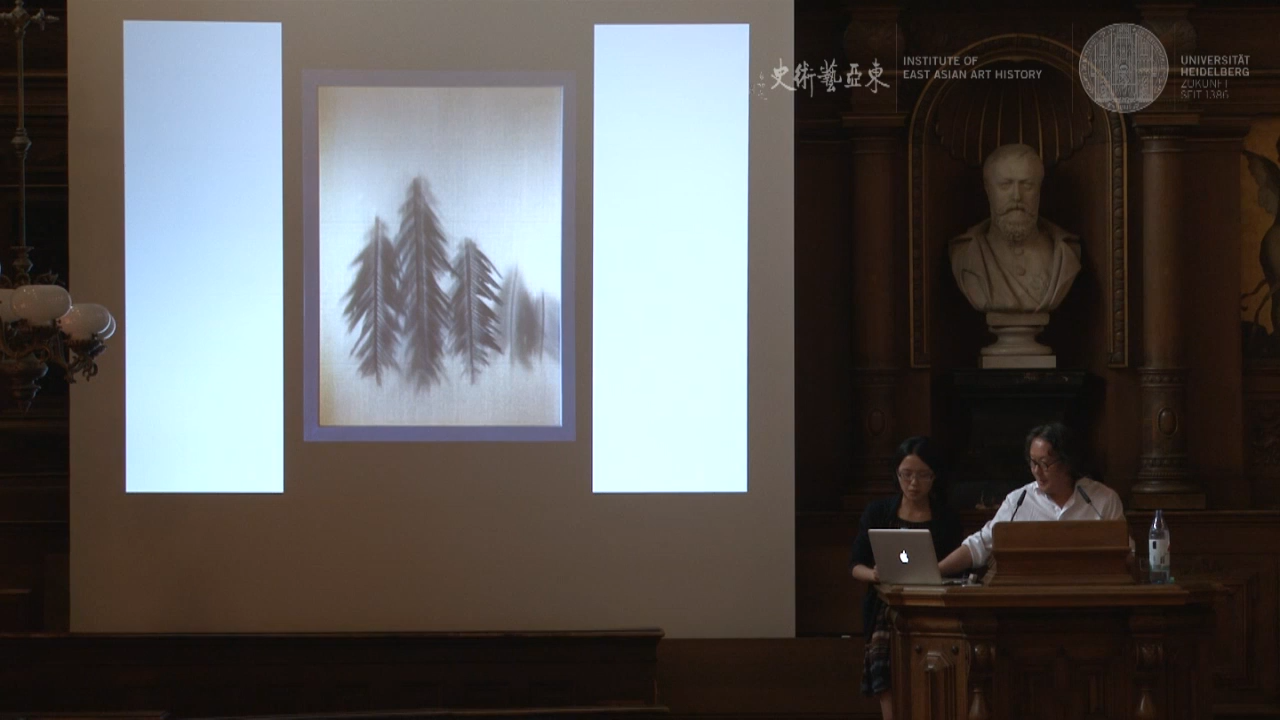 史術藝亞東
INSTITUTE OF
EAST ASIAN ART HISTORY
UNIVERSITÄT
HEIDELBERG
ZUKUNFT
SEIT 1386